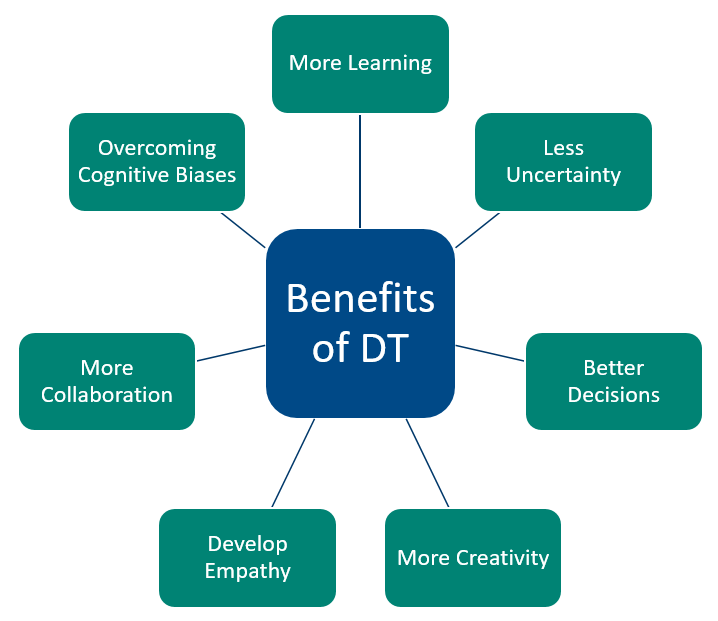 More Learning
Overcoming
Cognitive Biases
Less
Uncertainty
Benefits
of DT
More
Collaboration
Better
Decisions
Develop
Empathy
More Creativity